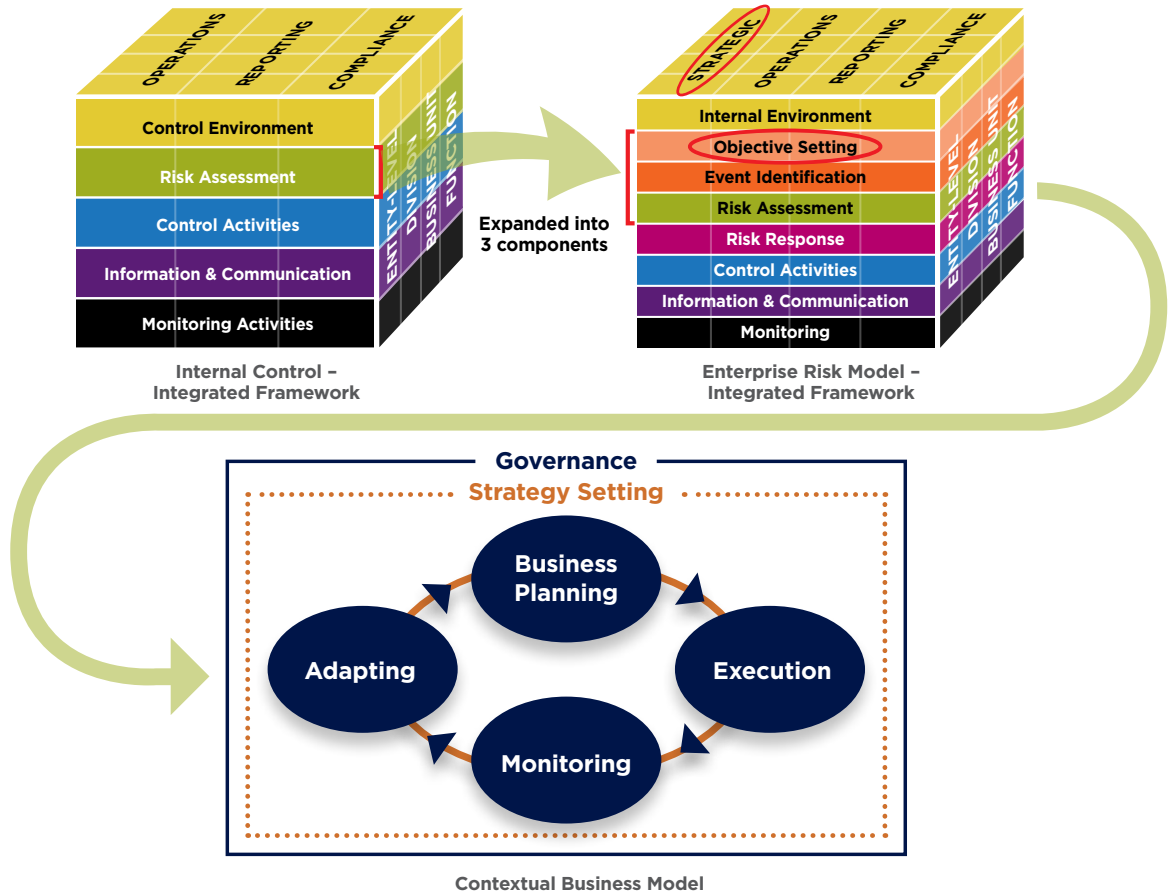 OPERATIONS
REPORTING
COMPLIANCE
Control Environment
Risk Assessment
Control Activities
Information & Communication
Monitoring Activities
ENTITY-LEVEL
DIVISION
BUSINESS UNIT
FUNCTION
Internal Control –
Integrated Framework
Expanded into
3 components
STRATEGIC
OPERATIONS
REPORTING
COMPLIANCE
Internal Environment
Objective Setting
Event Identification
Risk Assessment
Risk Response
Control Activities
Information & Communication
Monitoring
ENTITY-LEVEL
DIVISION
BUSINESS UNIT
FUNCTION
Enterprise Risk Model –
Integrated Framework
Governance
Strategy Setting
Business
Planning
Adapting
Execution
Monitoring
Contextual Business Model